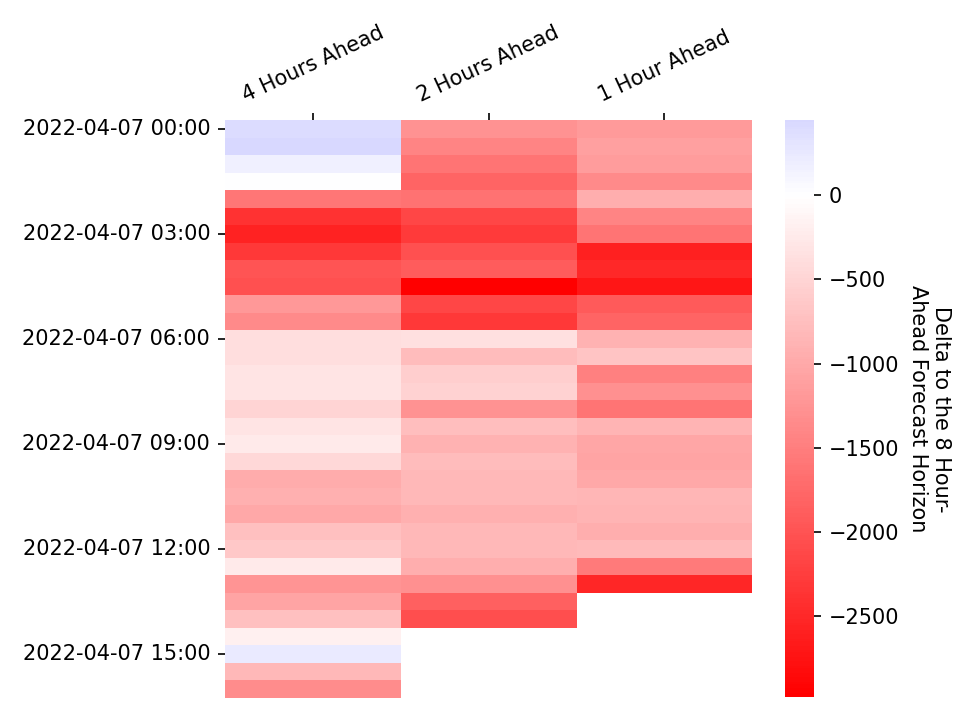 4 Hours Ahead
2 Hours Ahead
1 Hour Ahead
2022-04-07 00:00
2022-04-07 03:00
2022-04-07 06:00
2022-04-07 09:00
2022-04-07 12:00
2022-04-07 15:00
0
−500
−1000
−1500
−2000
−2500
Delta to the 8 Hour-
Ahead Forecast Horizon